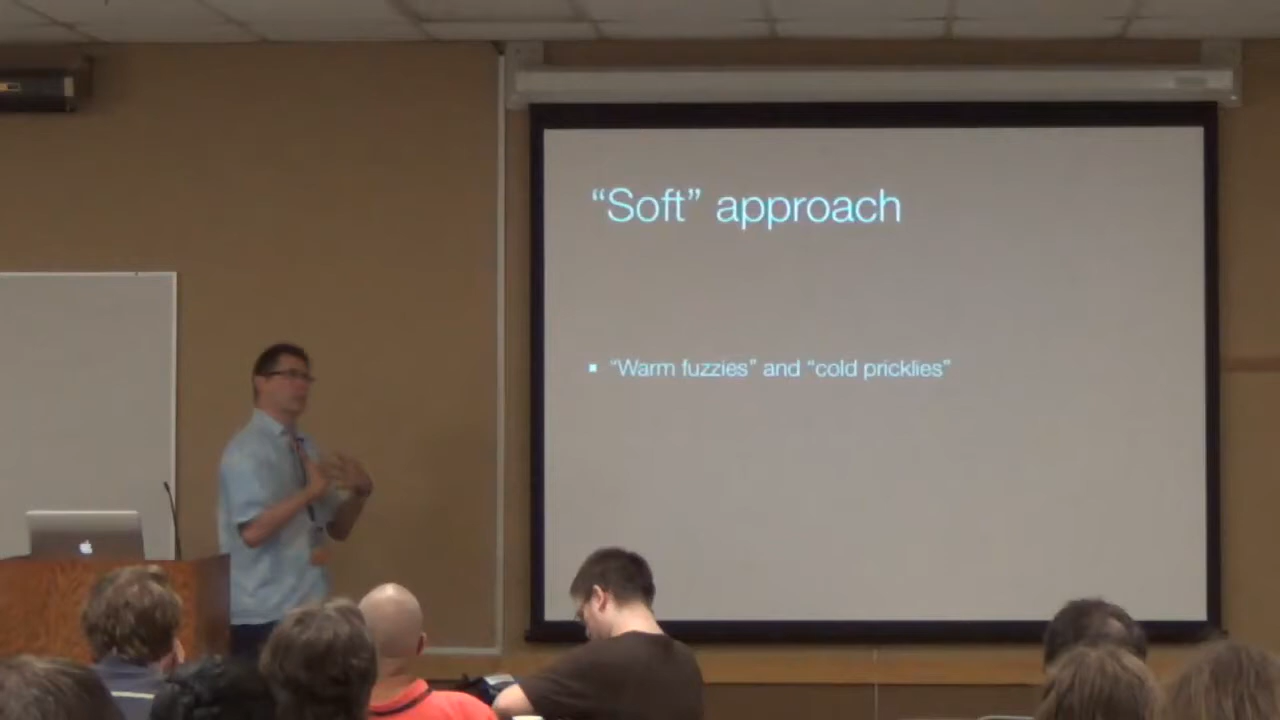 “Soft” approach
“Warm fuzzies” and “cold pricklies”